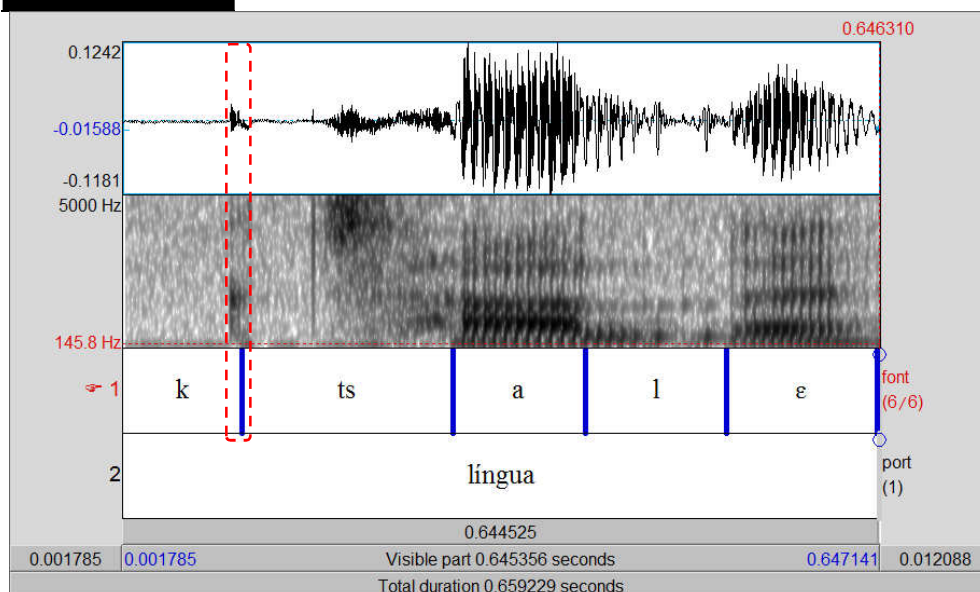 0.646310
0.1242
-0.01588
-0.1181
5000 Hz
145.8 Hz
☞ 1 k ts a l ɛ font
(6/6)
2 língua port
(1)
0.644525
0.001785 0.001785 Visible part 0.645356 seconds 0.647141 0.012088
Total duration 0.659229 seconds